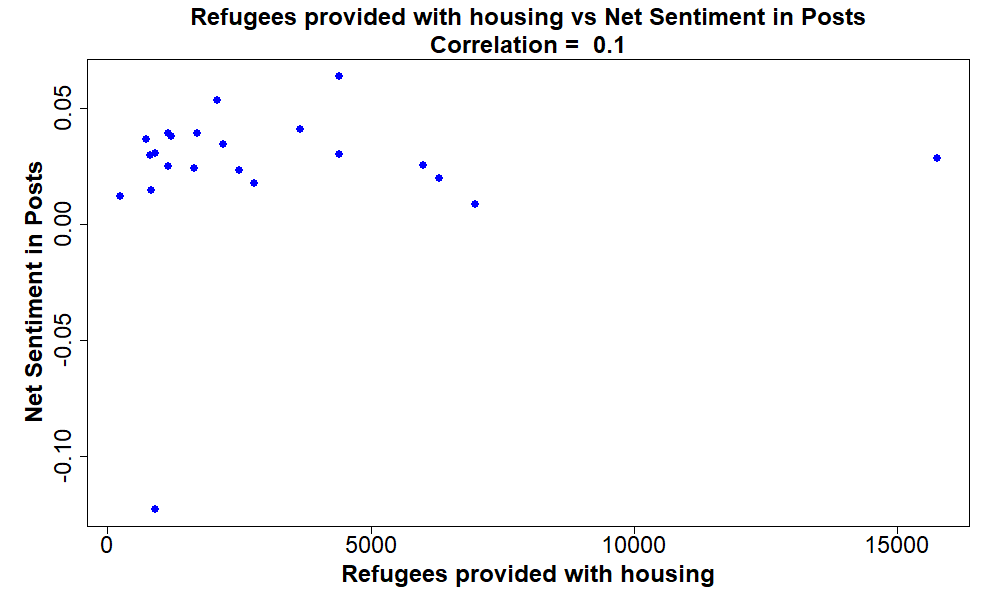 Refugees provided with housing vs Net Sentiment in Posts
Correlation =  0.1
Net Sentiment in Posts
0.05
0.00
-0.05
-0.10
0
5000
10000
15000
Refugees provided with housing